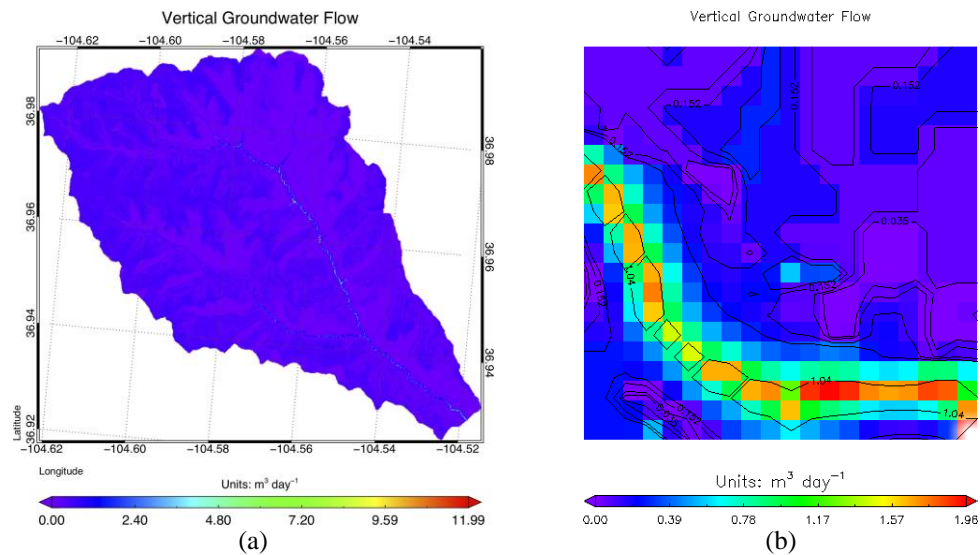 Vertical Groundwater Flow
−104.62 −104.60 −104.58 −104.56 −104.54
36.98
36.96
36.94
36.92
Latitude
36.98
36.96
36.94
−104.62 −104.60 −104.58 −104.56 −104.54 −104.52
Longitude
Units: m³ day⁻¹
0.00 2.40 4.80 7.20 9.59 11.99
(a)
Vertical Groundwater Flow
0.152
0.152
0.152
0.035
1.04
0.152
0.152
1.04
1.04
0.152
Units: m³ day⁻¹
0.00 0.39 0.78 1.17 1.57 1.96
(b)